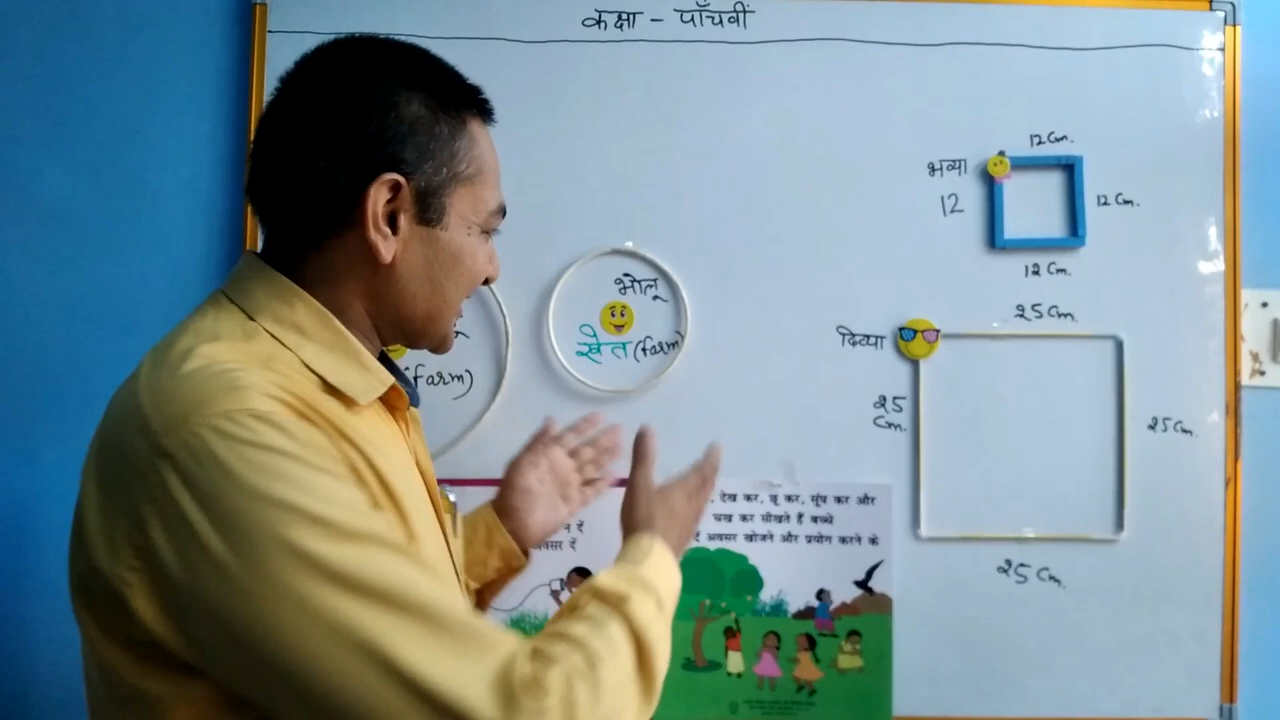 कक्षा - पाँचवीं
12 Cm.
भव्या
12
12 Cm.
12 Cm.
भोलू
खेत (farm)
(farm)
25 Cm.
दिव्या
25
Cm.
25 Cm.
25 Cm.
देख कर, छू कर, सूंघ कर और
चख कर सीखते हैं बच्चे
अवसर खोजने और प्रयोग करने के
दें
अवसर दें